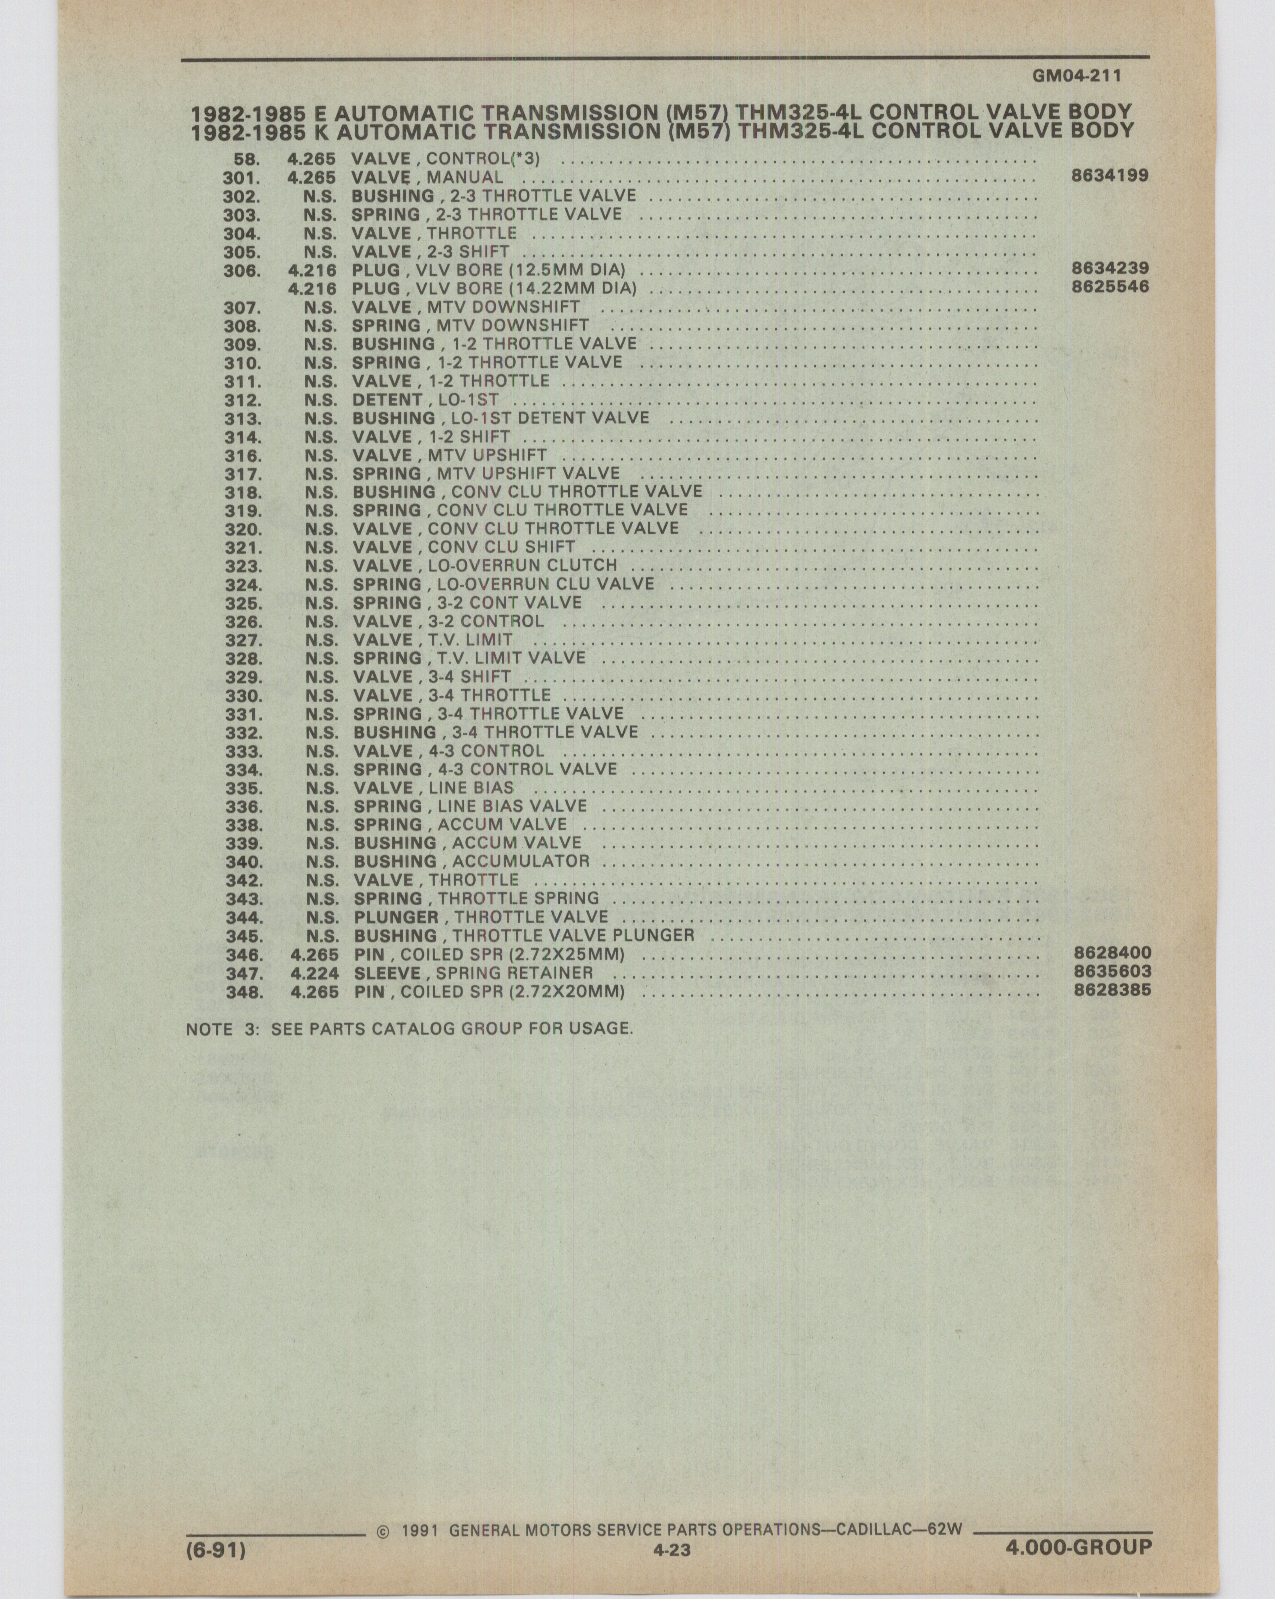 GM04-211
1982-1985 E AUTOMATIC TRANSMISSION (M57) THM325-4L CONTROL VALVE BODY
1982-1985 K AUTOMATIC TRANSMISSION (M57) THM325-4L CONTROL VALVE BODY
58. 4.265 VALVE , CONTROL(*3)
301. 4.265 VALVE , MANUAL 8634199
302. N.S. BUSHING , 2-3 THROTTLE VALVE
303. N.S. SPRING , 2-3 THROTTLE VALVE
304. N.S. VALVE , THROTTLE
305. N.S. VALVE , 2-3 SHIFT
306. 4.216 PLUG , VLV BORE (12.5MM DIA) 8634239
4.216 PLUG , VLV BORE (14.22MM DIA) 8625546
307. N.S. VALVE , MTV DOWNSHIFT
308. N.S. SPRING , MTV DOWNSHIFT
309. N.S. BUSHING , 1-2 THROTTLE VALVE
310. N.S. SPRING , 1-2 THROTTLE VALVE
311. N.S. VALVE , 1-2 THROTTLE
312. N.S. DETENT , LO-1ST
313. N.S. BUSHING , LO-1ST DETENT VALVE
314. N.S. VALVE , 1-2 SHIFT
316. N.S. VALVE , MTV UPSHIFT
317. N.S. SPRING , MTV UPSHIFT VALVE
318. N.S. BUSHING , CONV CLU THROTTLE VALVE
319. N.S. SPRING , CONV CLU THROTTLE VALVE
320. N.S. VALVE , CONV CLU THROTTLE VALVE
321. N.S. VALVE , CONV CLU SHIFT
323. N.S. VALVE , LO-OVERRUN CLUTCH
324. N.S. SPRING , LO-OVERRUN CLU VALVE
325. N.S. SPRING , 3-2 CONT VALVE
326. N.S. VALVE , 3-2 CONTROL
327. N.S. VALVE , T.V. LIMIT
328. N.S. SPRING , T.V. LIMIT VALVE
329. N.S. VALVE , 3-4 SHIFT
330. N.S. VALVE , 3-4 THROTTLE
331. N.S. SPRING , 3-4 THROTTLE VALVE
332. N.S. BUSHING , 3-4 THROTTLE VALVE
333. N.S. VALVE , 4-3 CONTROL
334. N.S. SPRING , 4-3 CONTROL VALVE
335. N.S. VALVE , LINE BIAS
336. N.S. SPRING , LINE BIAS VALVE
338. N.S. SPRING , ACCUM VALVE
339. N.S. BUSHING , ACCUM VALVE
340. N.S. BUSHING , ACCUMULATOR
342. N.S. VALVE , THROTTLE
343. N.S. SPRING , THROTTLE SPRING
344. N.S. PLUNGER , THROTTLE VALVE
345. N.S. BUSHING , THROTTLE VALVE PLUNGER
346. 4.265 PIN , COILED SPR (2.72X25MM) 8628400
347. 4.224 SLEEVE , SPRING RETAINER 8635603
348. 4.265 PIN , COILED SPR (2.72X20MM) 8628385
NOTE 3: SEE PARTS CATALOG GROUP FOR USAGE.
© 1991 GENERAL MOTORS SERVICE PARTS OPERATIONS—CADILLAC—62W
(6-91) 4-23 4.000-GROUP